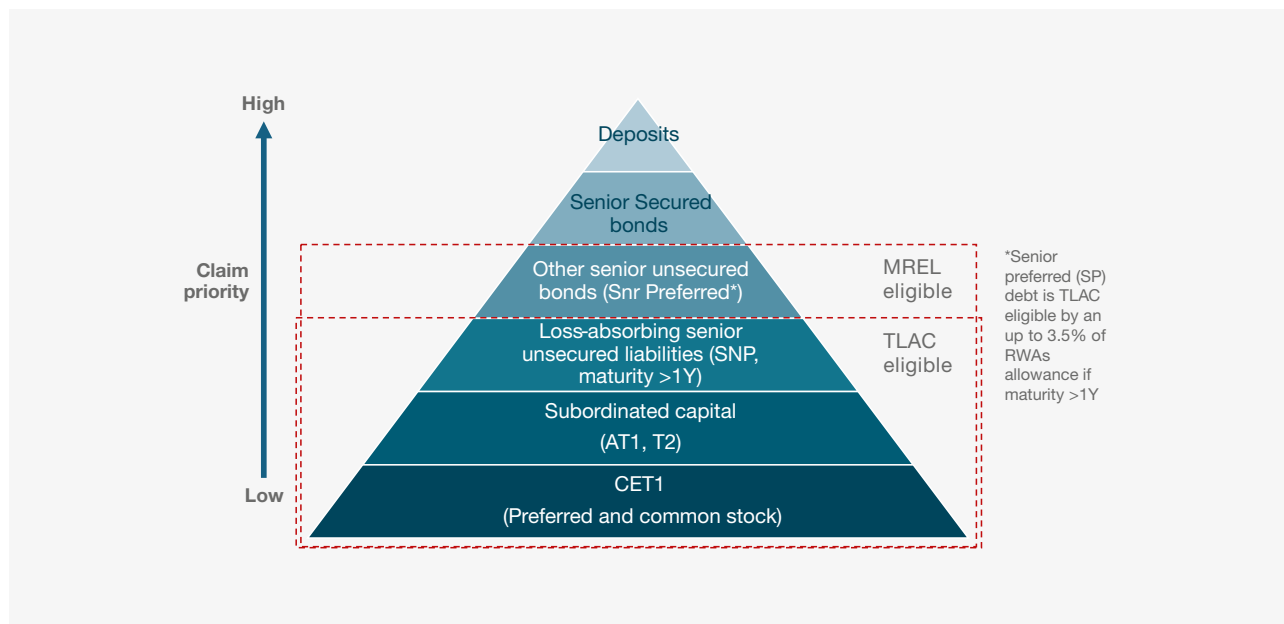 High
Claim
priority
Low
Deposits
Senior Secured
bonds
Other senior unsecured
bonds (Snr Preferred*)
Loss-absorbing senior
unsecured liabilities (SNP,
maturity >1Y)
Subordinated capital
(AT1, T2)
CET1
(Preferred and common stock)
MREL
eligible
TLAC
eligible
*Senior
preferred (SP)
debt is TLAC
eligible by an
up to 3.5% of
RWAs
allowance if
maturity >1Y